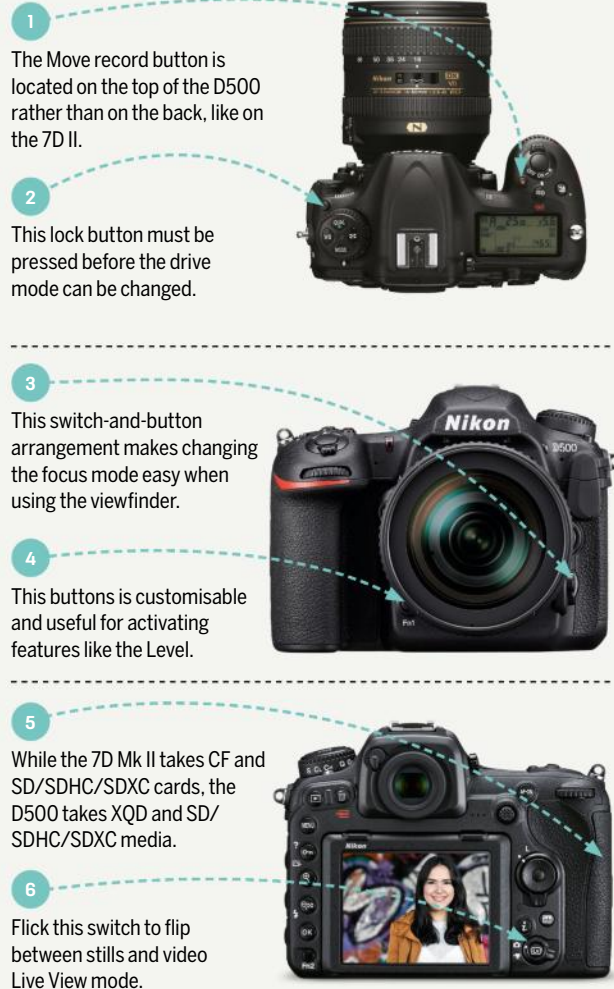 1
The Move record button is
located on the top of the D500
rather than on the back, like on
the 7D II.
2
This lock button must be
pressed before the drive
mode can be changed.
3
This switch-and-button
arrangement makes changing
the focus mode easy when
using the viewfinder.
Nikon
D500
4
This buttons is customisable
and useful for activating
features like the Level.
Fn1
5
While the 7D Mk II takes CF and
SD/SDHC/SDXC cards, the
D500 takes XQD and SD/
SDHC/SDXC media.
MENU
Nikon
OK
Fn2
6
Flick this switch to flip
between stills and video
Live View mode.